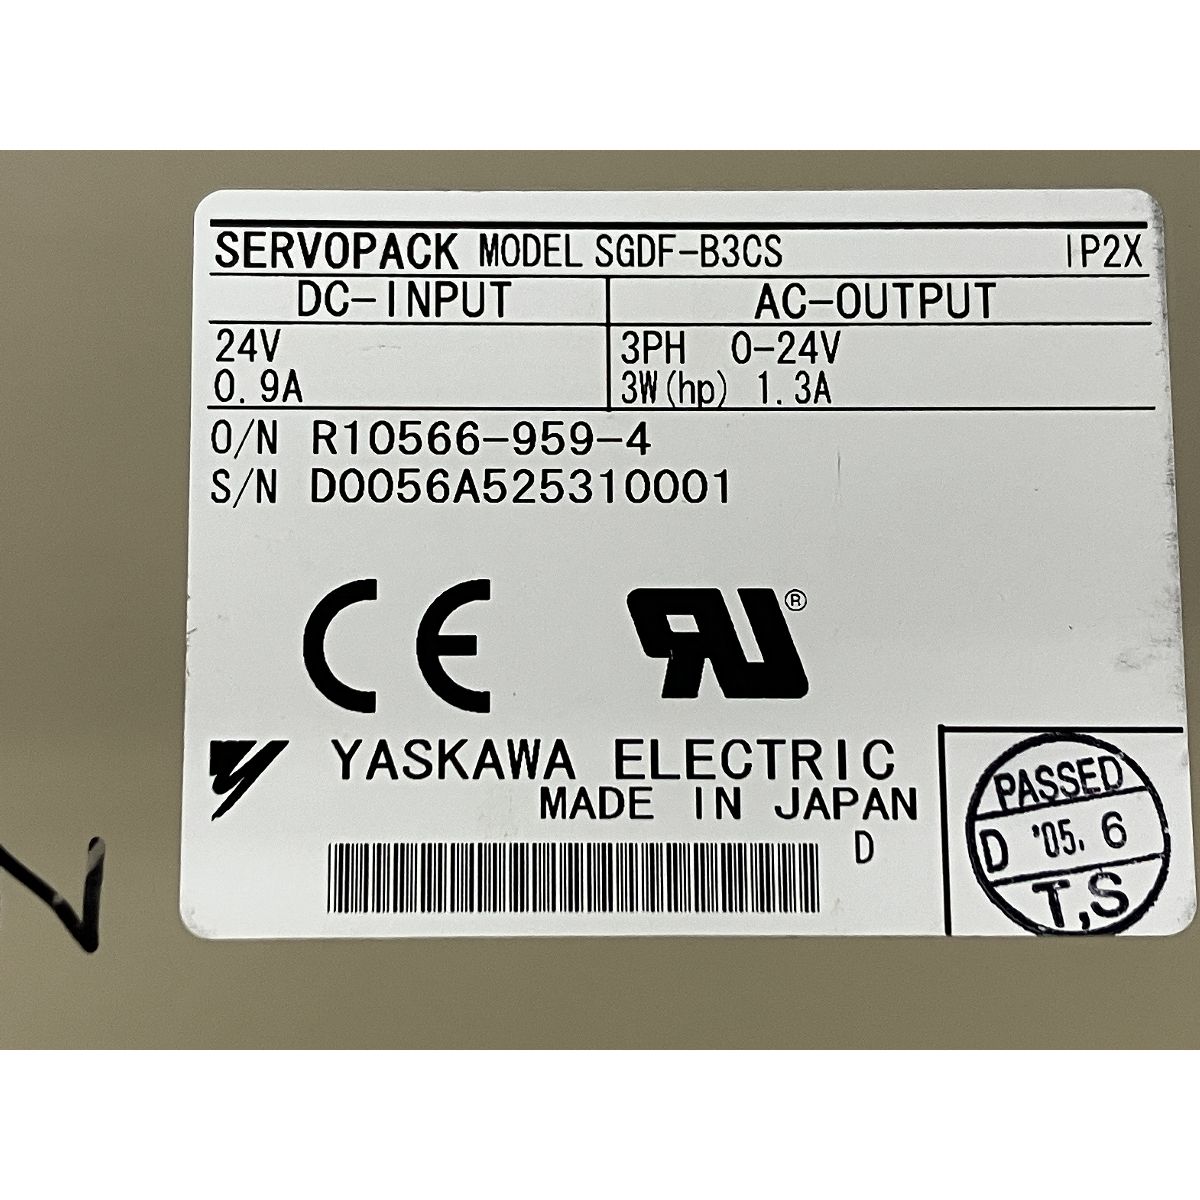 SERVOPACK MODEL SGDF-B3CS IP2X
DC-INPUT AC-OUTPUT
24V 3PH 0-24V
0.9A 3W(hp) 1.3A
O/N R10566-959-4
S/N D0056A525310001
CE RU®
YASKAWA ELECTRIC
MADE IN JAPAN
D
PASSED
D '05. 6
T,S